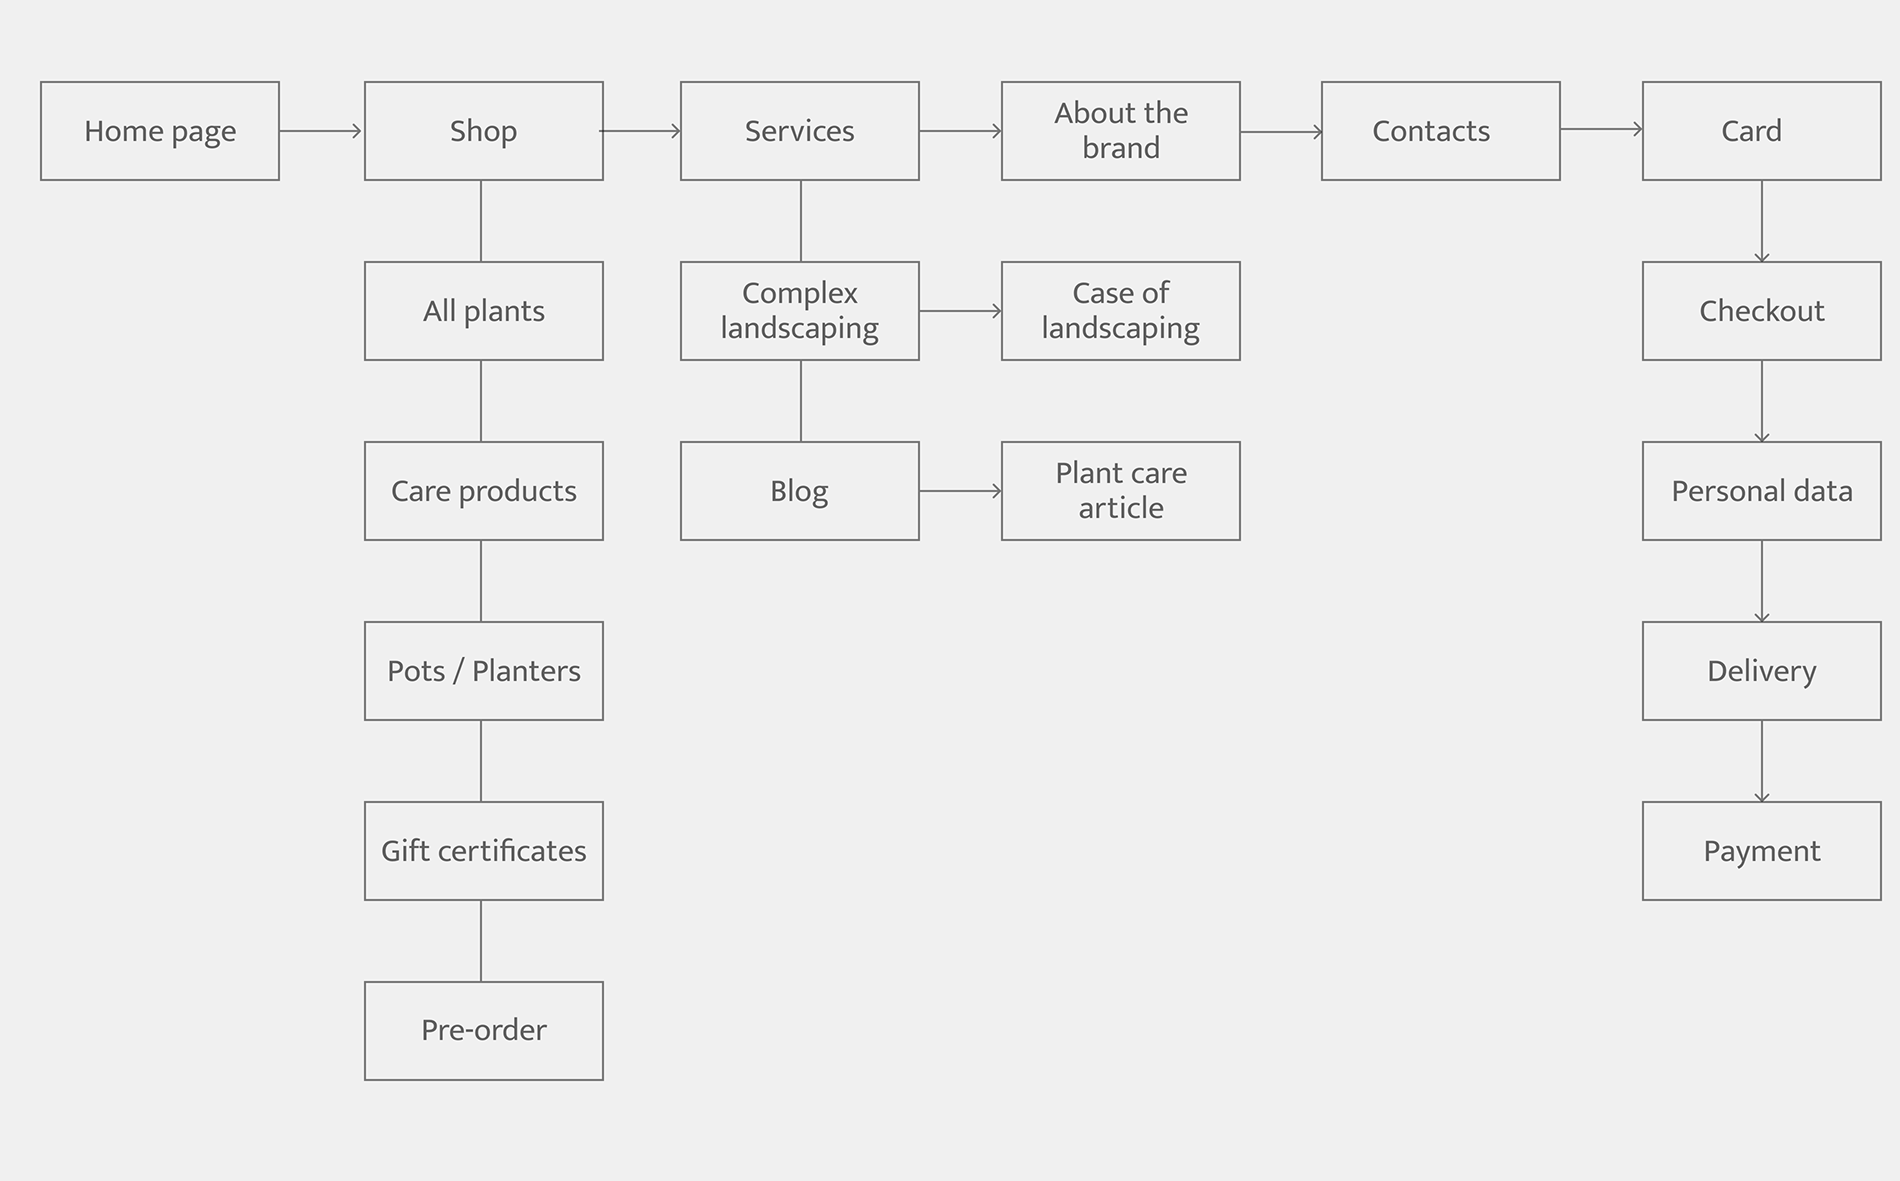 Home page
Shop
Services
About the
brand
Contacts
Card
All plants
Complex
landscaping
Case of
landscaping
Checkout
Care products
Blog
Plant care
article
Personal data
Pots / Planters
Delivery
Gift certificates
Payment
Pre-order